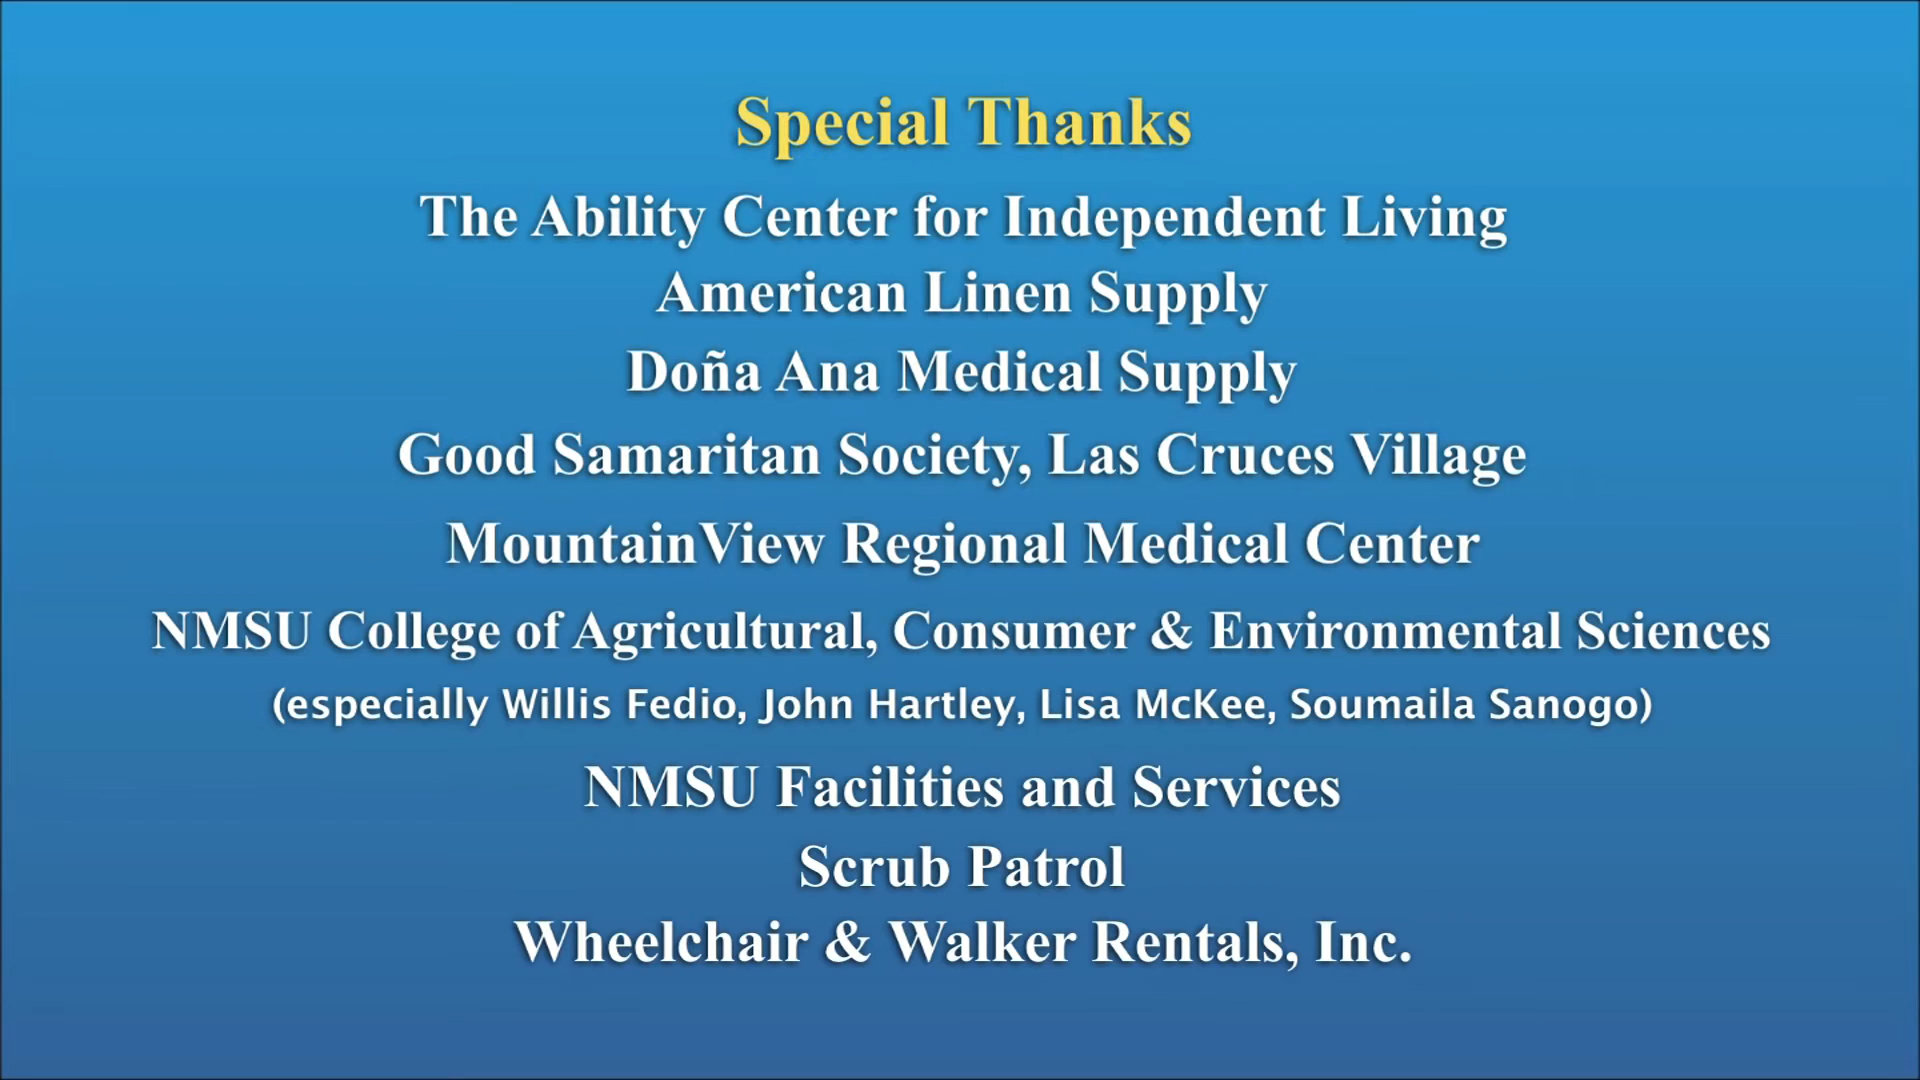 Special Thanks
The Ability Center for Independent Living
American Linen Supply
Doña Ana Medical Supply
Good Samaritan Society, Las Cruces Village
MountainView Regional Medical Center
NMSU College of Agricultural, Consumer & Environmental Sciences
(especially Willis Fedio, John Hartley, Lisa McKee, Soumaila Sanogo)
NMSU Facilities and Services
Scrub Patrol
Wheelchair & Walker Rentals, Inc.